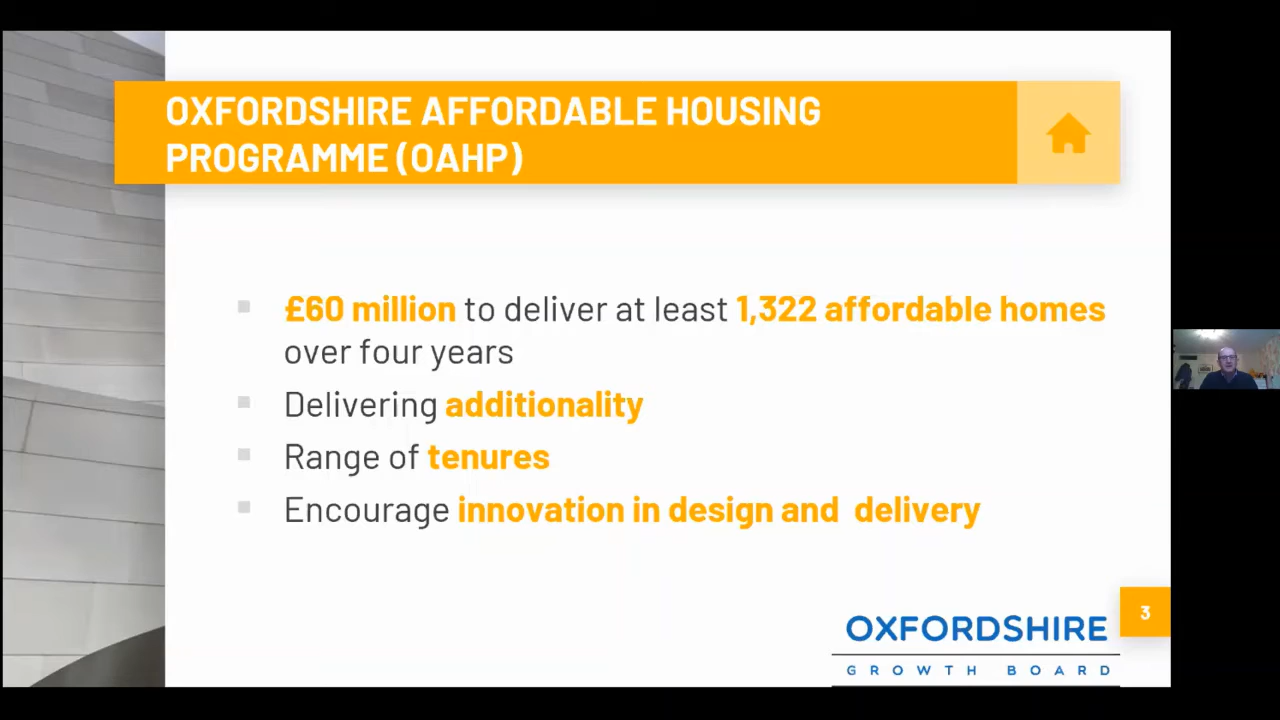 OXFORDSHIRE AFFORDABLE HOUSING
PROGRAMME (OAHP)
£60 million to deliver at least 1,322 affordable homes
over four years
Delivering additionality
Range of tenures
Encourage innovation in design and  delivery
3
OXFORDSHIRE
GROWTH BOARD